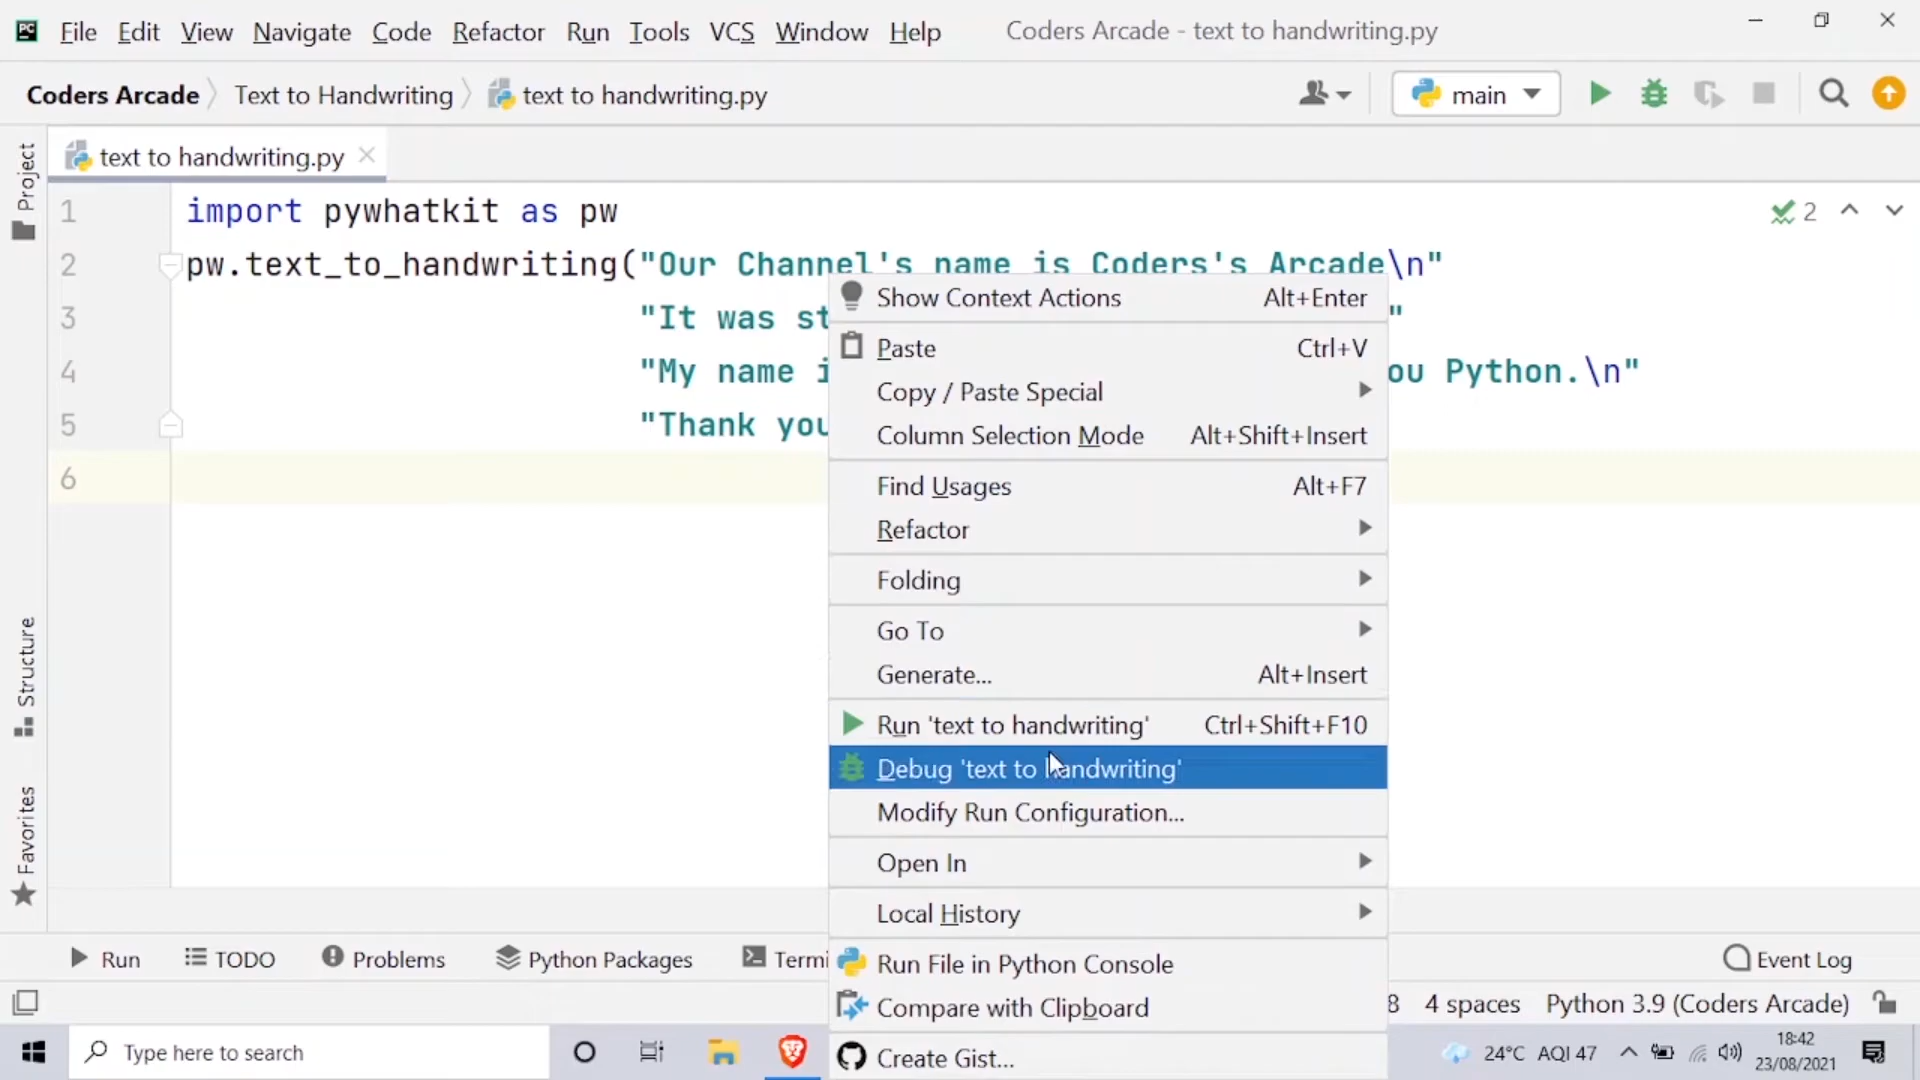 File Edit View Navigate Code Refactor Run Tools VCS Window Help Coders Arcade - text to handwriting.py
Coders Arcade Text to Handwriting text to handwriting.py main
Project
text to handwriting.py
1 import pywhatkit as pw
2 2
2 pw.text_to_handwriting("Our Channel's name is Coders's Arcade\n"
3 "It was "
4 "My name Python.\n"
5 "Thank
6
Show Context Actions Alt+Enter
Paste Ctrl+V
Copy / Paste Special
Column Selection Mode Alt+Shift+Insert
Find Usages Alt+F7
Refactor
Folding
Go To
Generate... Alt+Insert
Run 'text to handwriting' Ctrl+Shift+F10
Debug 'text to handwriting'
Modify Run Configuration...
Open In
Local History
Run File in Python Console
Compare with Clipboard
Create Gist...
Structure
Favorites
Run TODO Problems Python Packages Event Log
4 spaces Python 3.9 (Coders Arcade)
Type here to search
24°C AQI 47
18:42
23/08/2021